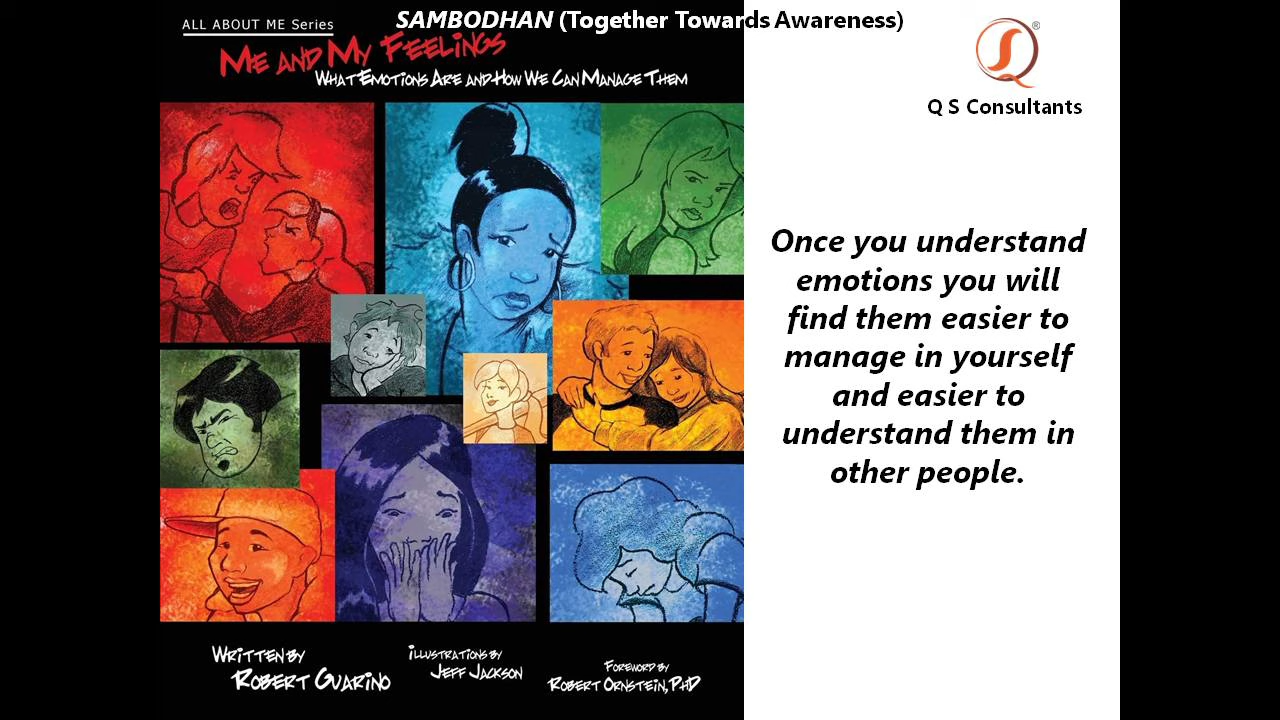 SAMBODHAN (Together Towards Awareness)
ALL ABOUT ME Series
ME AND MY FEELINGS
WHAT EMOTIONS ARE AND HOW WE CAN MANAGE THEM
®
Q S Consultants
Once you understand
emotions you will
find them easier to
manage in yourself
and easier to
understand them in
other people.
WRITTEN BY
ROBERT GUARINO
ILLUSTRATIONS BY
JEFF JACKSON
FOREWORD BY
ROBERT ORNSTEIN, PHD